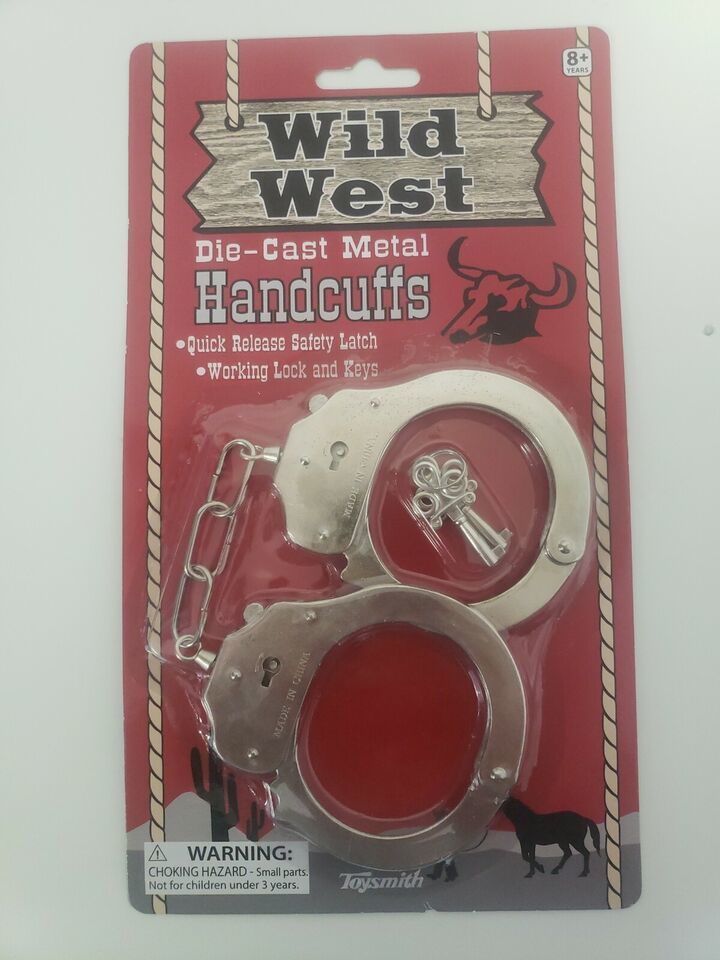 8+
YEARS
Wild
West
Die-Cast Metal
Handcuffs
•Quick Release Safety Latch
•Working Lock and Keys
MADE IN CHINA
MADE IN CHINA
⚠ WARNING:
CHOKING HAZARD - Small parts.
Not for children under 3 years.
Toysmith